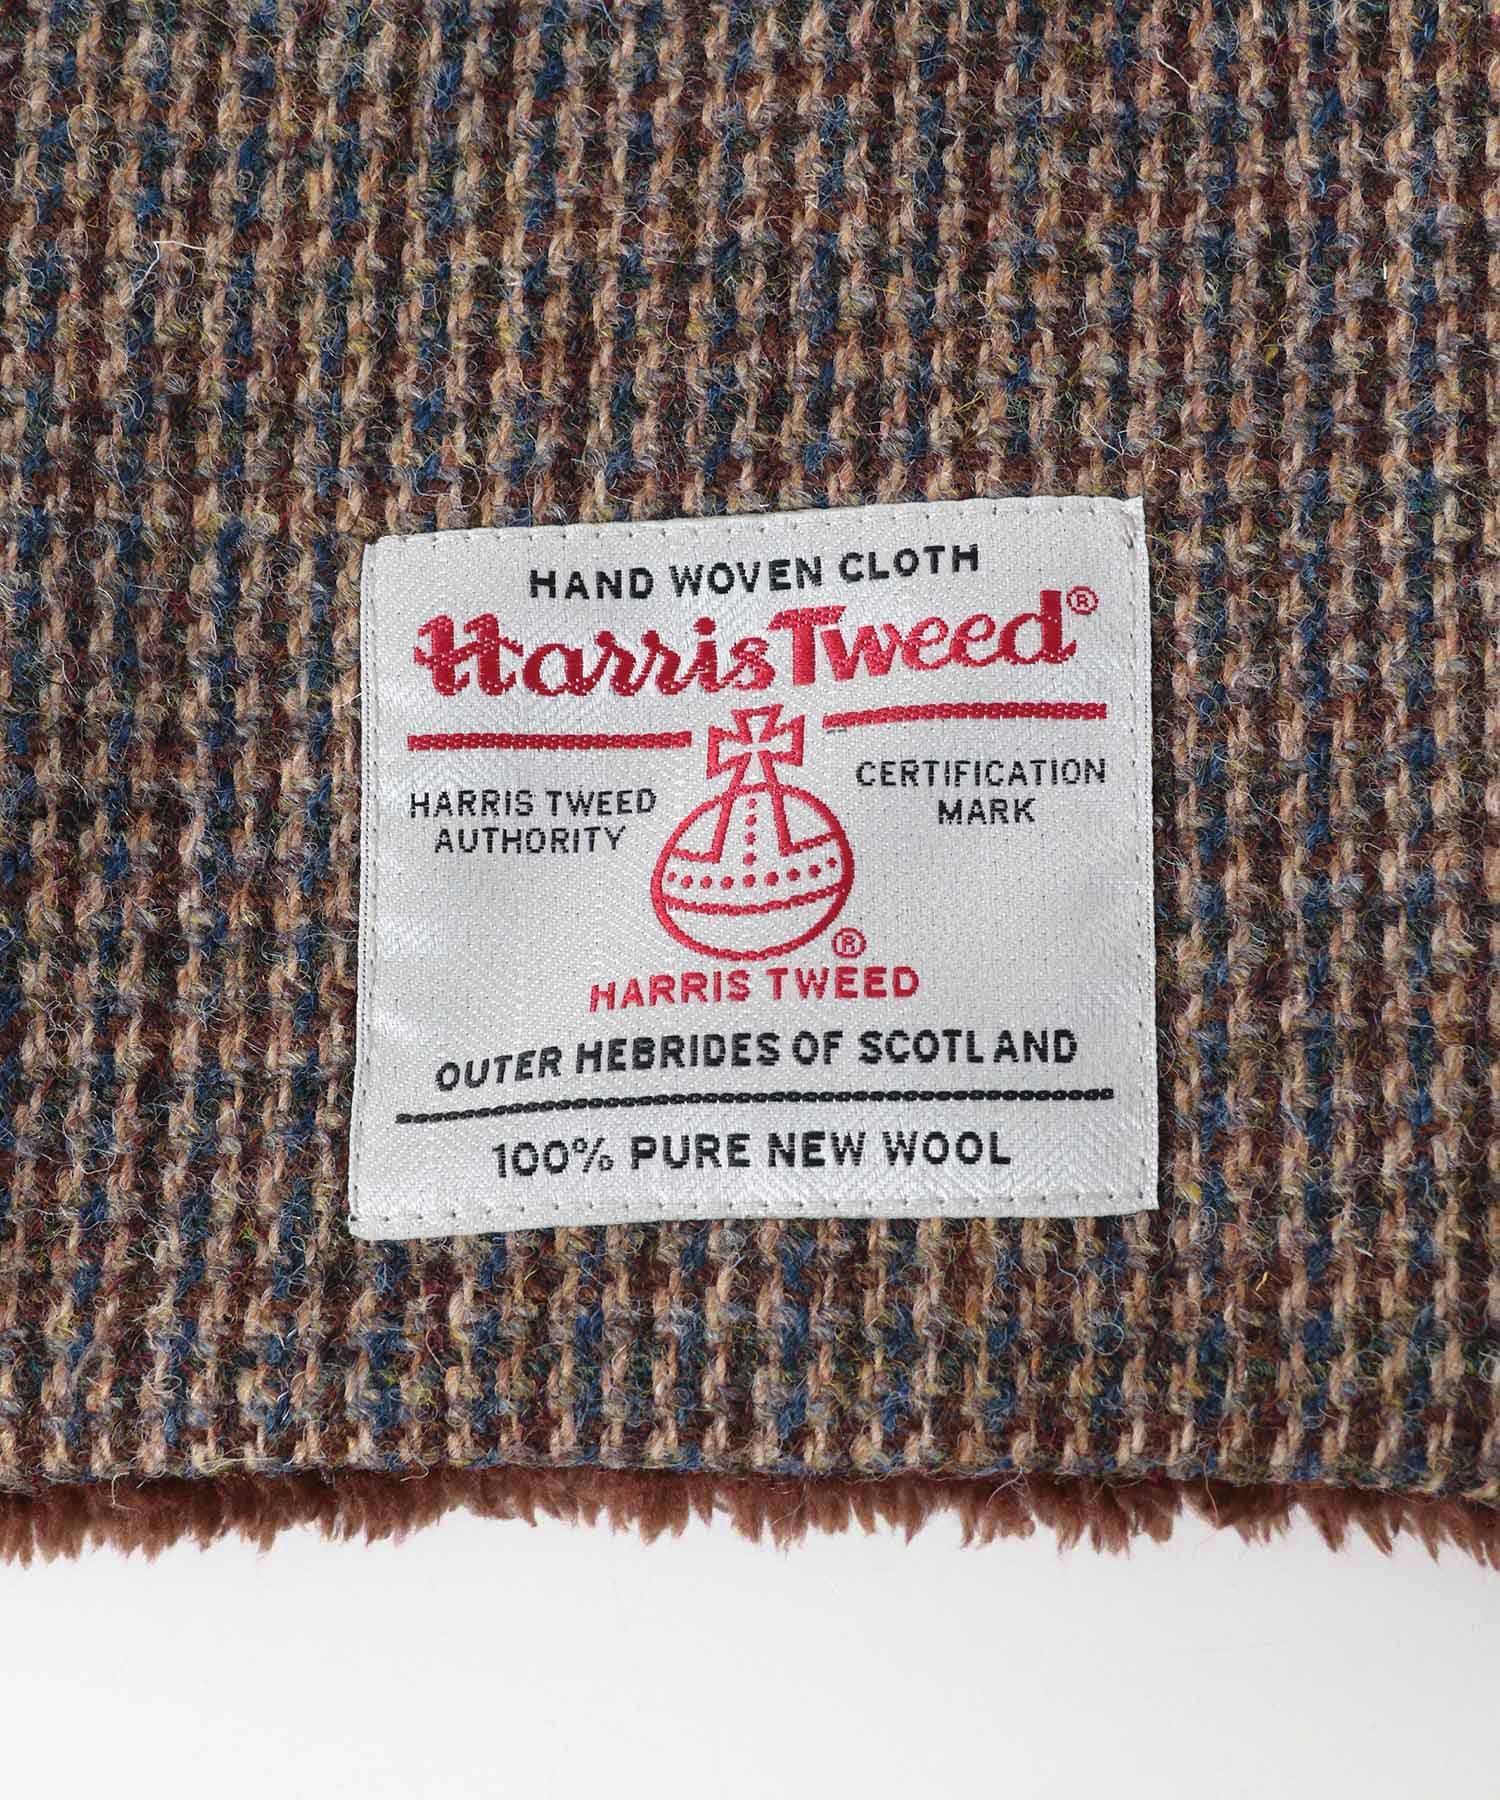 HAND WOVEN CLOTH
Harris Tweed®
HARRIS TWEED
AUTHORITY
CERTIFICATION
MARK
®
HARRIS TWEED
OUTER HEBRIDES OF SCOTLAND
100% PURE NEW WOOL